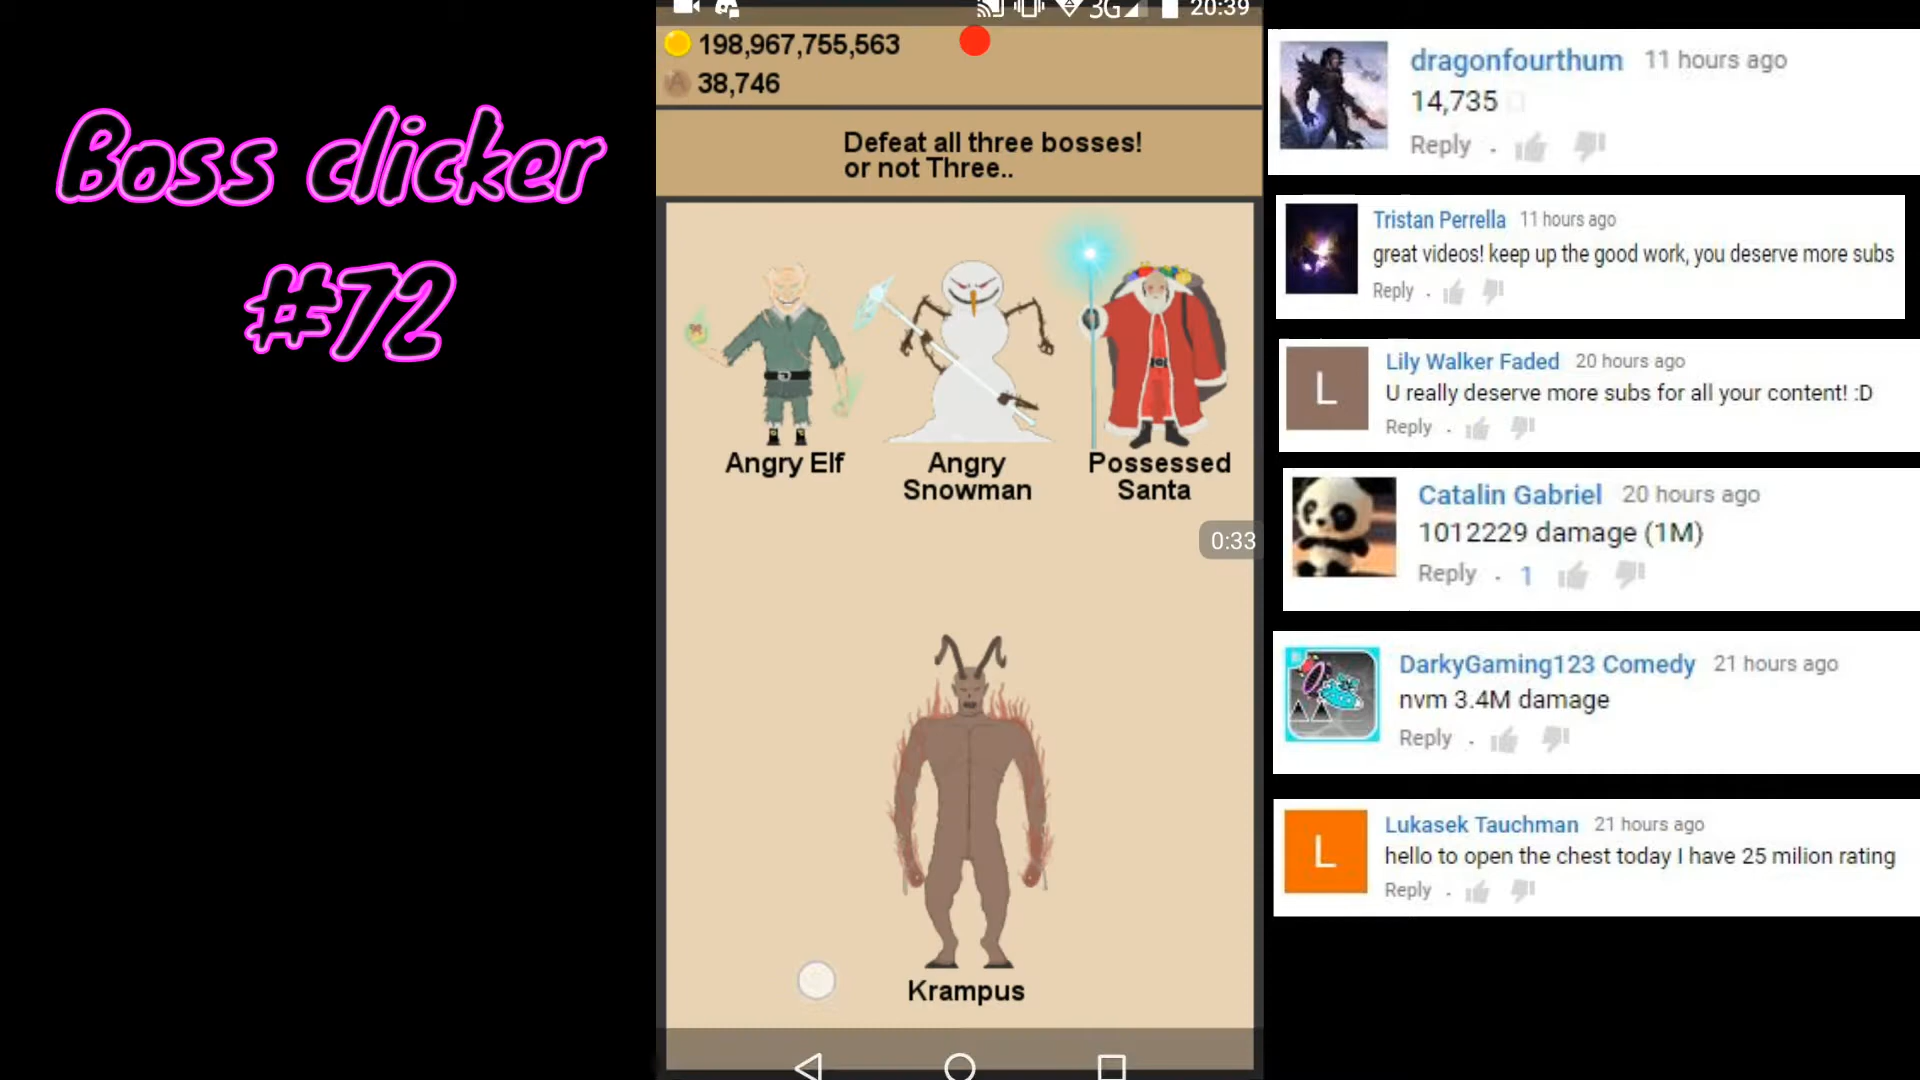 Boss clicker
#72
3G 20:39
198,967,755,563
38,746
Defeat all three bosses!
or not Three..
Angry Elf
Angry
Snowman
Possessed
Santa
0:33
Krampus
dragonfourthum 11 hours ago
14,735
Reply
Tristan Perrella 11 hours ago
great videos! keep up the good work, you deserve more subs
Reply
L
Lily Walker Faded 20 hours ago
U really deserve more subs for all your content! :D
Reply
Catalin Gabriel 20 hours ago
1012229 damage (1M)
Reply 1
DarkyGaming123 Comedy 21 hours ago
nvm 3.4M damage
Reply
L
Lukasek Tauchman 21 hours ago
hello to open the chest today I have 25 milion rating
Reply